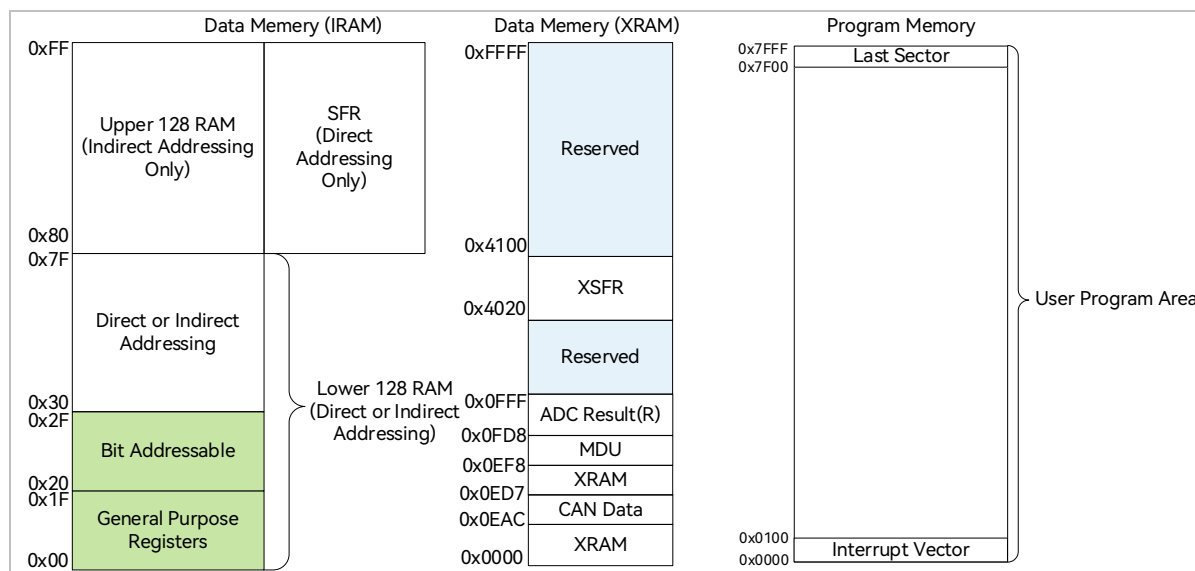 Data Memery (IRAM)
0xFF
Upper 128 RAM
(Indirect Addressing
Only)
SFR
(Direct
Addressing
Only)
0x80
0x7F
Direct or Indirect
Addressing
0x30
0x2F
Bit Addressable
0x20
0x1F
General Purpose
Registers
0x00
Lower 128 RAM
(Direct or Indirect
Addressing)
Data Memery (XRAM)
0xFFFF
Reserved
0x4100
XSFR
0x4020
Reserved
0x0FFF
ADC Result(R)
0x0FD8
MDU
0x0EF8
XRAM
0x0ED7
CAN Data
0x0EAC
XRAM
0x0000
Program Memory
0x7FFF
Last Sector
0x7F00
User Program Area
0x0100
Interrupt Vector
0x0000